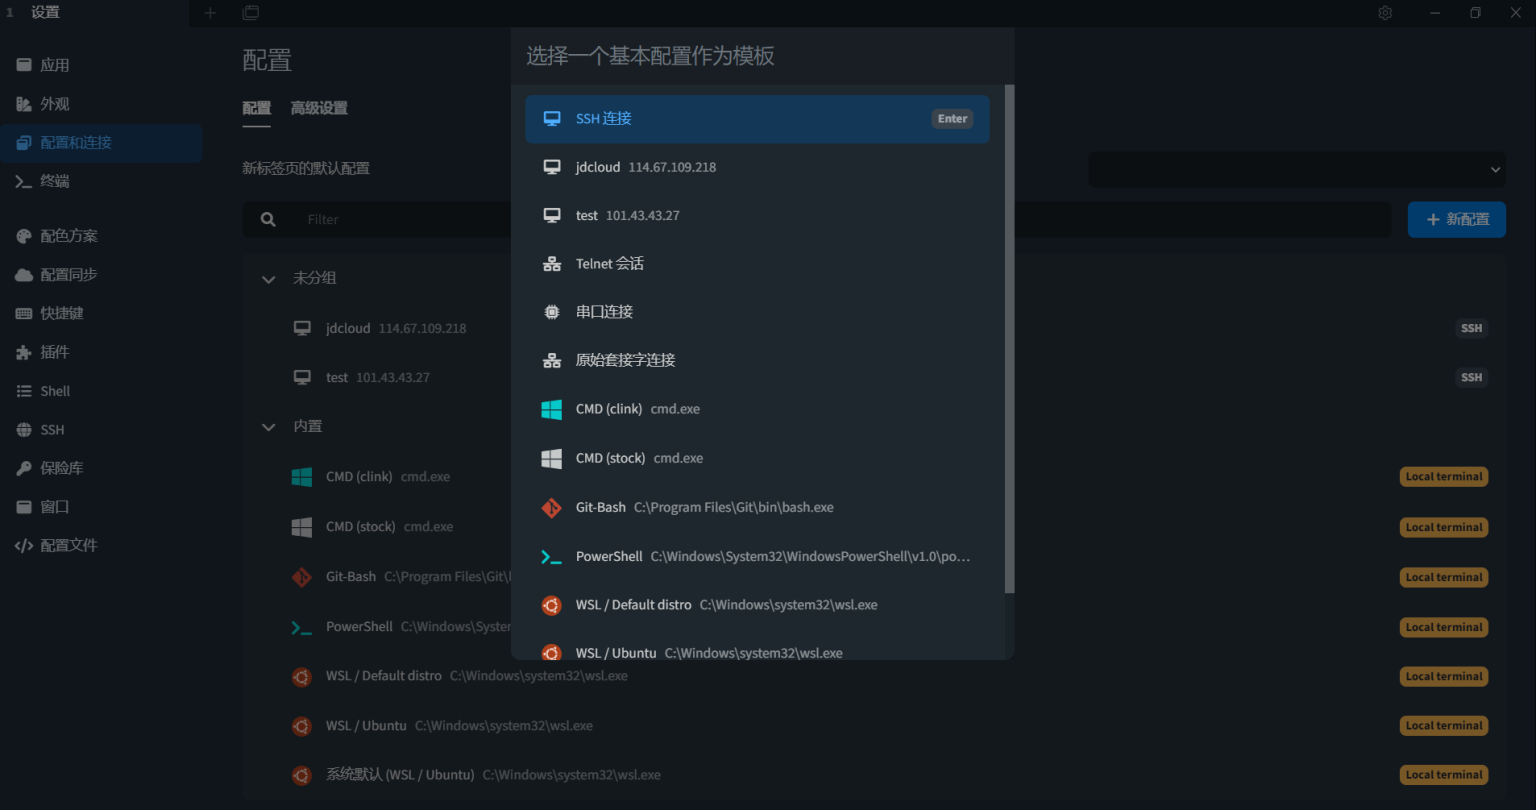 1 设置
应用
外观
配置和连接
终端
配色方案
配置同步
快捷键
插件
Shell
SSH
保险库
窗口
配置文件
配置
配置 高级设置
新标签页的默认配置
Filter
新配置
未分组
jdcloud 114.67.109.218 SSH
test 101.43.43.27 SSH
内置
CMD (clink) cmd.exe Local terminal
CMD (stock) cmd.exe Local terminal
Git-Bash C:\Program Files\Git\ Local terminal
PowerShell C:\Windows\System Local terminal
WSL / Default distro C:\Windows\system32\wsl.exe Local terminal
WSL / Ubuntu C:\Windows\system32\wsl.exe Local terminal
系统默认 (WSL / Ubuntu) C:\Windows\system32\wsl.exe Local terminal
选择一个基本配置作为模板
SSH 连接 Enter
jdcloud 114.67.109.218
test 101.43.43.27
Telnet 会话
串口连接
原始套接字连接
CMD (clink) cmd.exe
CMD (stock) cmd.exe
Git-Bash C:\Program Files\Git\bin\bash.exe
PowerShell C:\Windows\System32\WindowsPowerShell\v1.0\po…
WSL / Default distro C:\Windows\system32\wsl.exe
WSL / Ubuntu C:\Windows\system32\wsl.exe